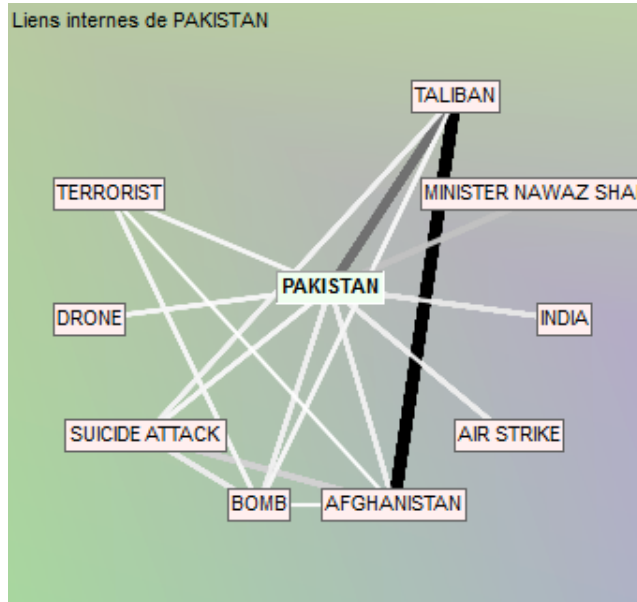 Liens internes de PAKISTAN
TALIBAN
TERRORIST
MINISTER NAWAZ SHA
PAKISTAN
DRONE
INDIA
SUICIDE ATTACK
AIR STRIKE
BOMB
AFGHANISTAN